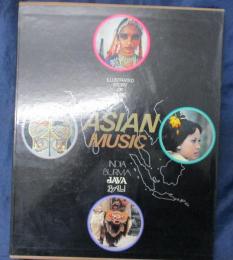 ILLUSTRATED
STORY
OF
ASIAN
MUSIC
INDIA
BURMA
JAVA
BALI